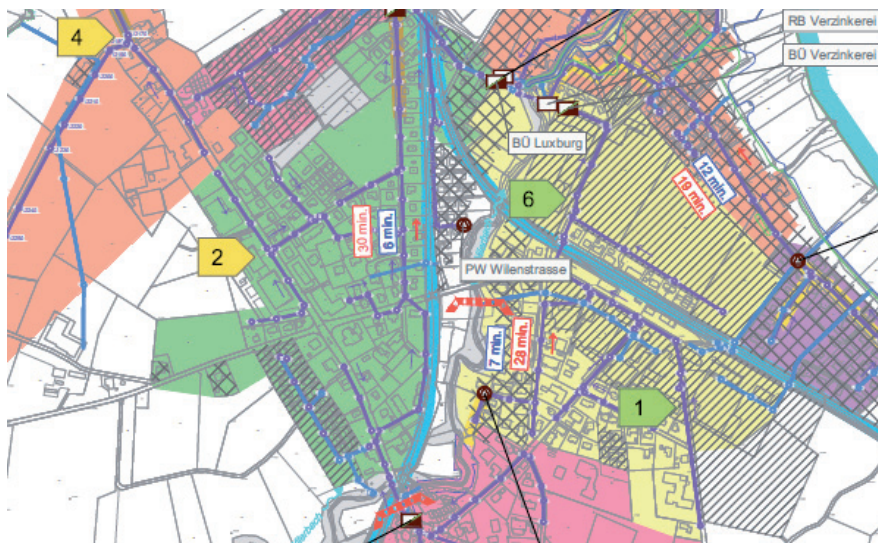 RB Verzinkerei
4
BÜ Verzinkerei
BÜ Luxburg
12 min.
19 min.
6
30 min.
6 min.
2
PW Wilenstrasse
7 min.
28 min.
1